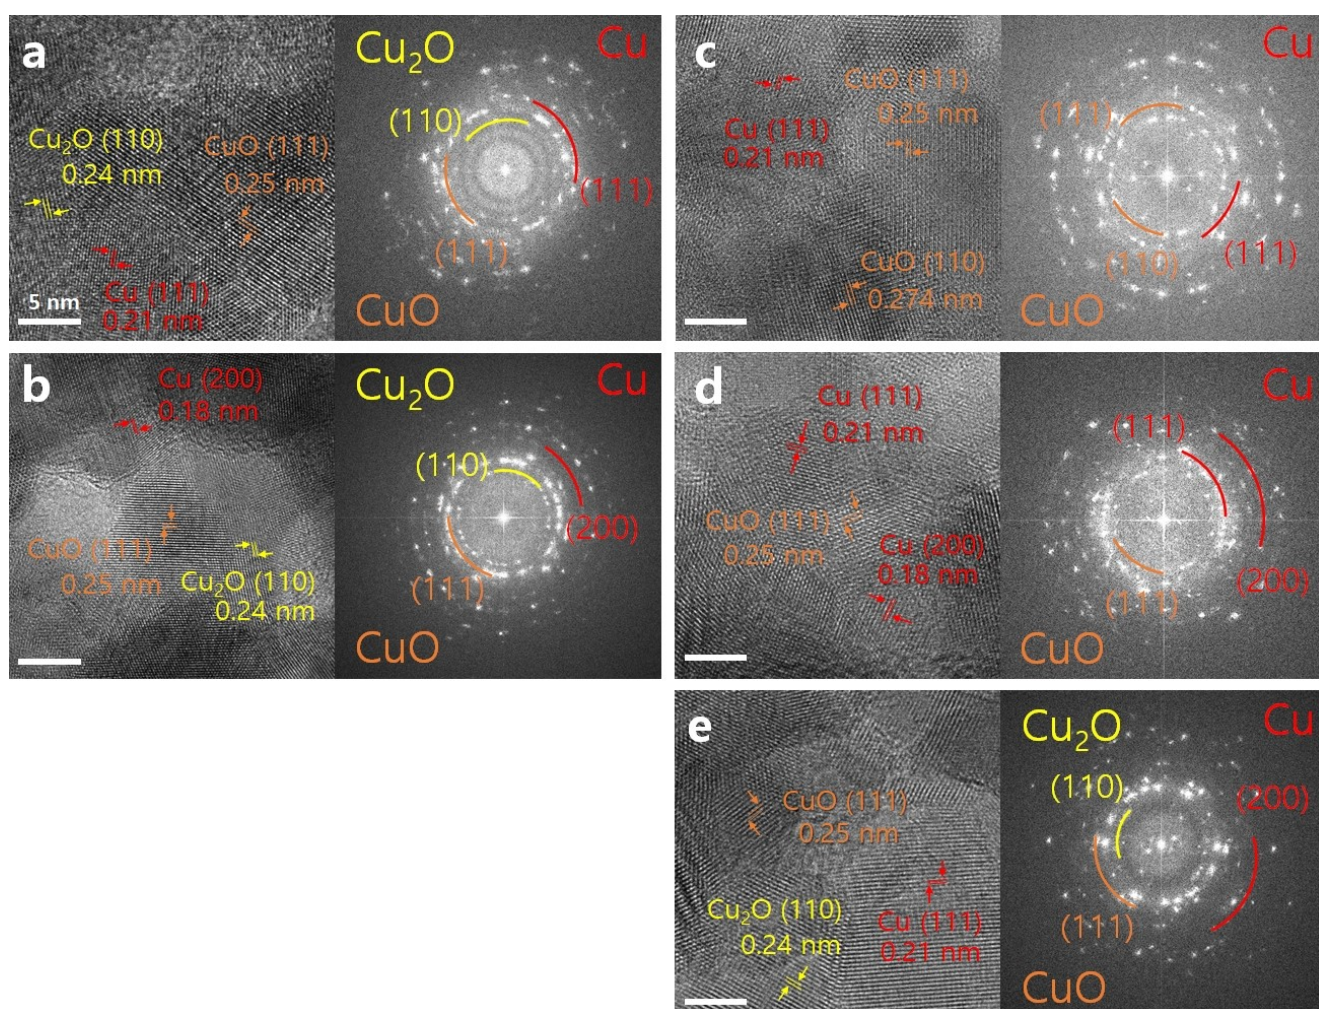 a
Cu₂O (110)
0.24 nm
CuO (111)
0.25 nm
Cu (111)
0.21 nm
5 nm
Cu₂O
Cu
(110)
(111)
(111)
CuO
c
Cu (111)
0.21 nm
CuO (111)
0.25 nm
CuO (110)
0.274 nm
Cu
(111)
(110)
(111)
CuO
b
Cu (200)
0.18 nm
CuO (111)
0.25 nm
Cu₂O (110)
0.24 nm
Cu₂O
Cu
(110)
(200)
(111)
CuO
d
Cu (111)
0.21 nm
CuO (111)
0.25 nm
Cu (200)
0.18 nm
Cu
(111)
(200)
(111)
CuO
e
CuO (111)
0.25 nm
Cu₂O (110)
0.24 nm
Cu (111)
0.21 nm
Cu₂O
Cu
(110)
(200)
(111)
CuO